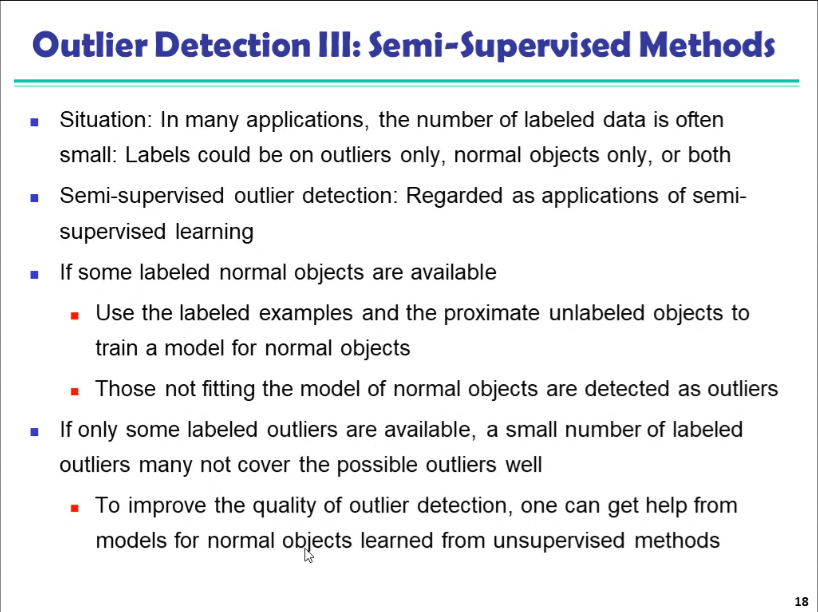 Outlier Detection III: Semi-Supervised Methods
Situation: In many applications, the number of labeled data is often
small: Labels could be on outliers only, normal objects only, or both
Semi-supervised outlier detection: Regarded as applications of semi-
supervised learning
If some labeled normal objects are available
Use the labeled examples and the proximate unlabeled objects to
train a model for normal objects
Those not fitting the model of normal objects are detected as outliers
If only some labeled outliers are available, a small number of labeled
outliers many not cover the possible outliers well
To improve the quality of outlier detection, one can get help from
models for normal objects learned from unsupervised methods
18